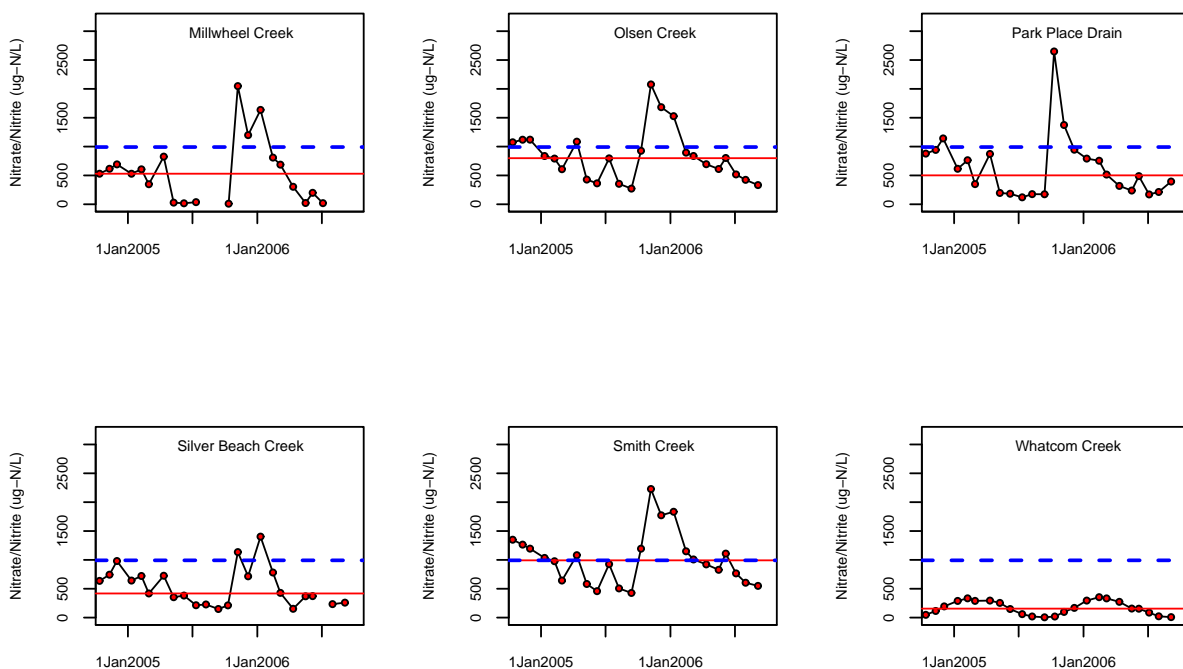 Millwheel Creek
Nitrate/Nitrite (ug−N/L)
0
500
1500
2500
1Jan2005
1Jan2006
Olsen Creek
Nitrate/Nitrite (ug−N/L)
0
500
1500
2500
1Jan2005
1Jan2006
Park Place Drain
Nitrate/Nitrite (ug−N/L)
0
500
1500
2500
1Jan2005
1Jan2006
Silver Beach Creek
Nitrate/Nitrite (ug−N/L)
0
500
1500
2500
1Jan2005
1Jan2006
Smith Creek
Nitrate/Nitrite (ug−N/L)
0
500
1500
2500
1Jan2005
1Jan2006
Whatcom Creek
Nitrate/Nitrite (ug−N/L)
0
500
1500
2500
1Jan2005
1Jan2006